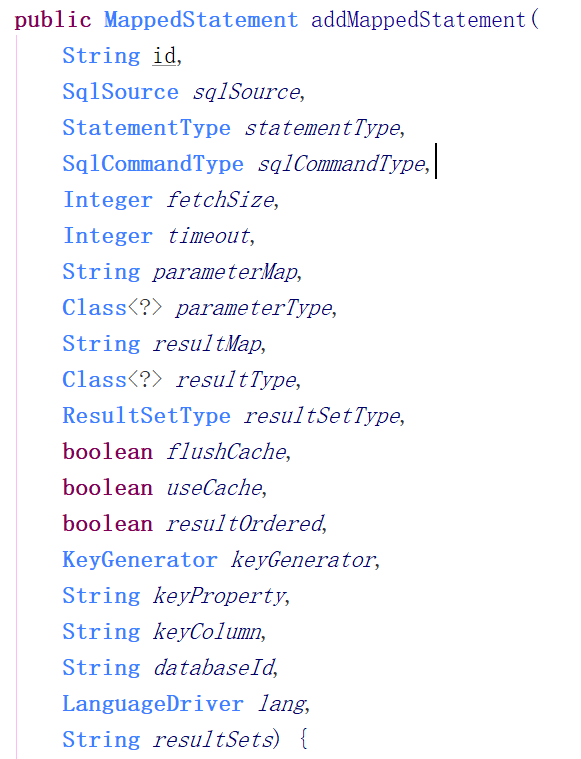 public MappedStatement addMappedStatement(
String id,
SqlSource sqlSource,
StatementType statementType,
SqlCommandType sqlCommandType,
Integer fetchSize,
Integer timeout,
String parameterMap,
Class<?> parameterType,
String resultMap,
Class<?> resultType,
ResultSetType resultSetType,
boolean flushCache,
boolean useCache,
boolean resultOrdered,
KeyGenerator keyGenerator,
String keyProperty,
String keyColumn,
String databaseId,
LanguageDriver lang,
String resultSets) {